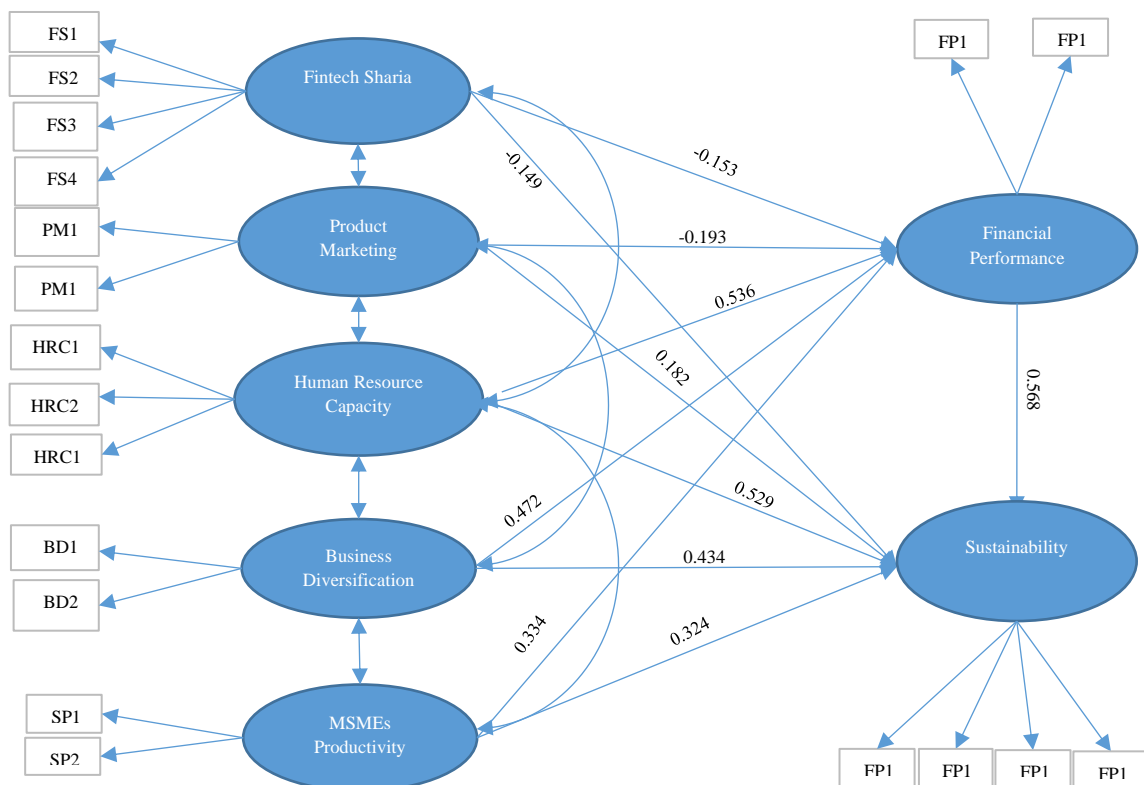 FS1
FS2
FS3
FS4
PM1
PM1
HRC1
HRC2
HRC1
BD1
BD2
SP1
SP2
Fintech Sharia
Product
Marketing
Human Resource
Capacity
Business
Diversification
MSMEs
Productivity
-0.153
-0.149
-0.193
0.536
0.182
0.472
0.529
0.434
0.334
0.324
0.568
FP1
FP1
Financial
Performance
Sustainability
FP1
FP1
FP1
FP1